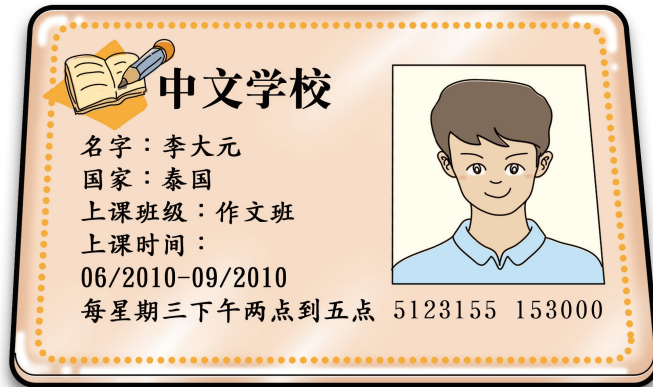 中文学校
名字：李大元
国家：泰国
上课班级：作文班
上课时间：
06/2010-09/2010
每星期三下午两点到五点 5123155 153000